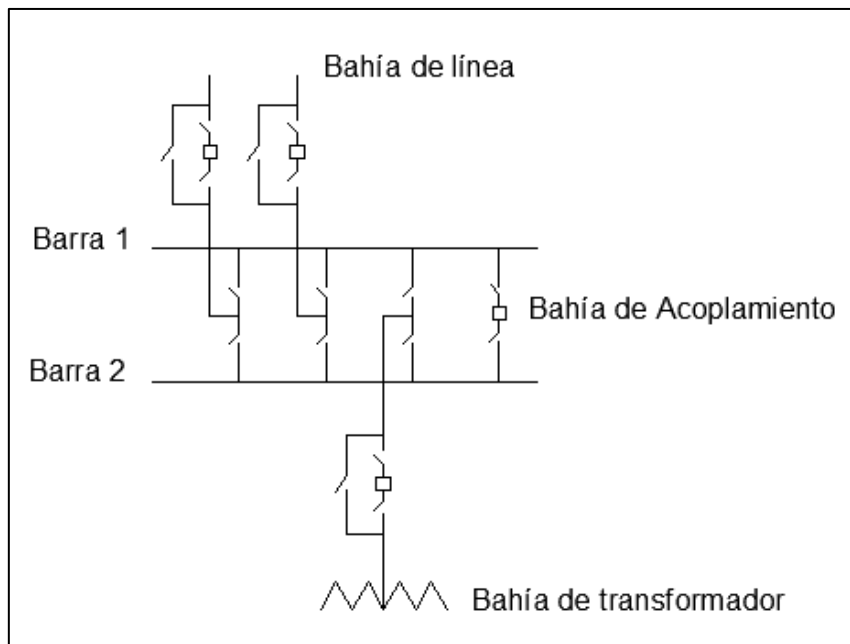 Bahía de línea
Barra 1
Bahía de Acoplamiento
Barra 2
Bahía de transformador